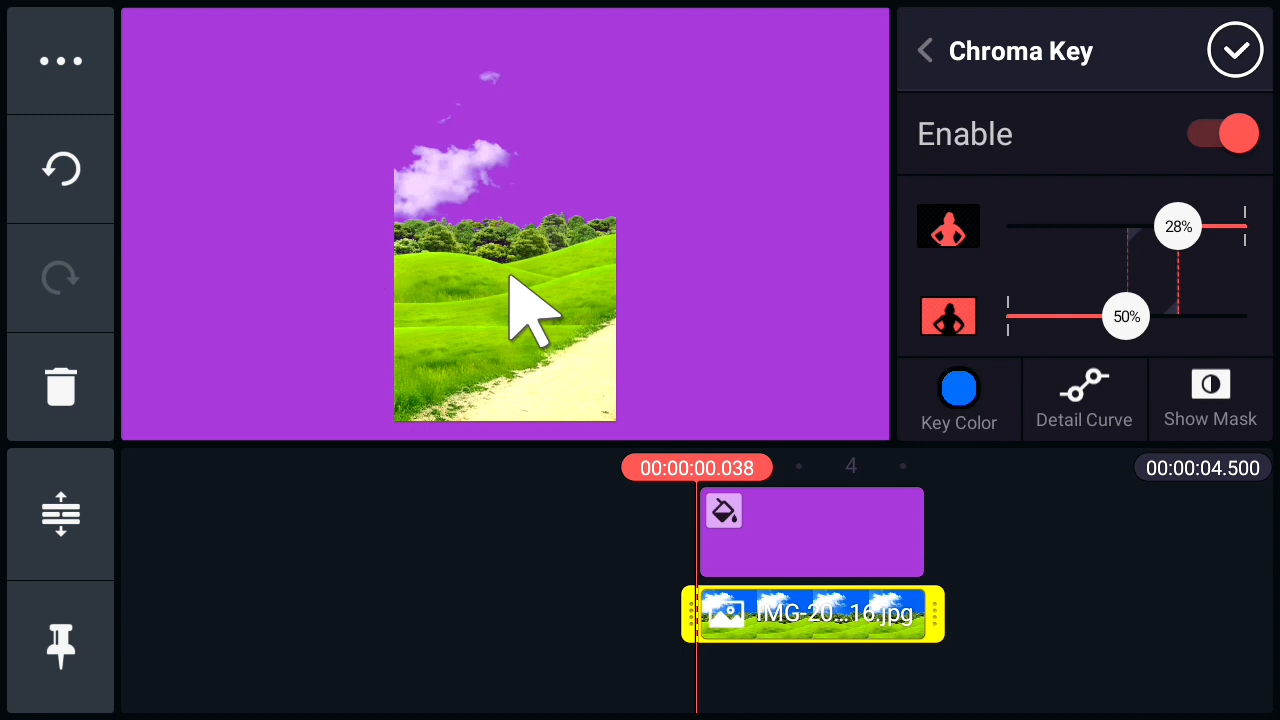 Chroma Key
Enable
28%
50%
Key Color
Detail Curve
Show Mask
00:00:00.038
4
00:00:04.500
IMG-20...16.jpg